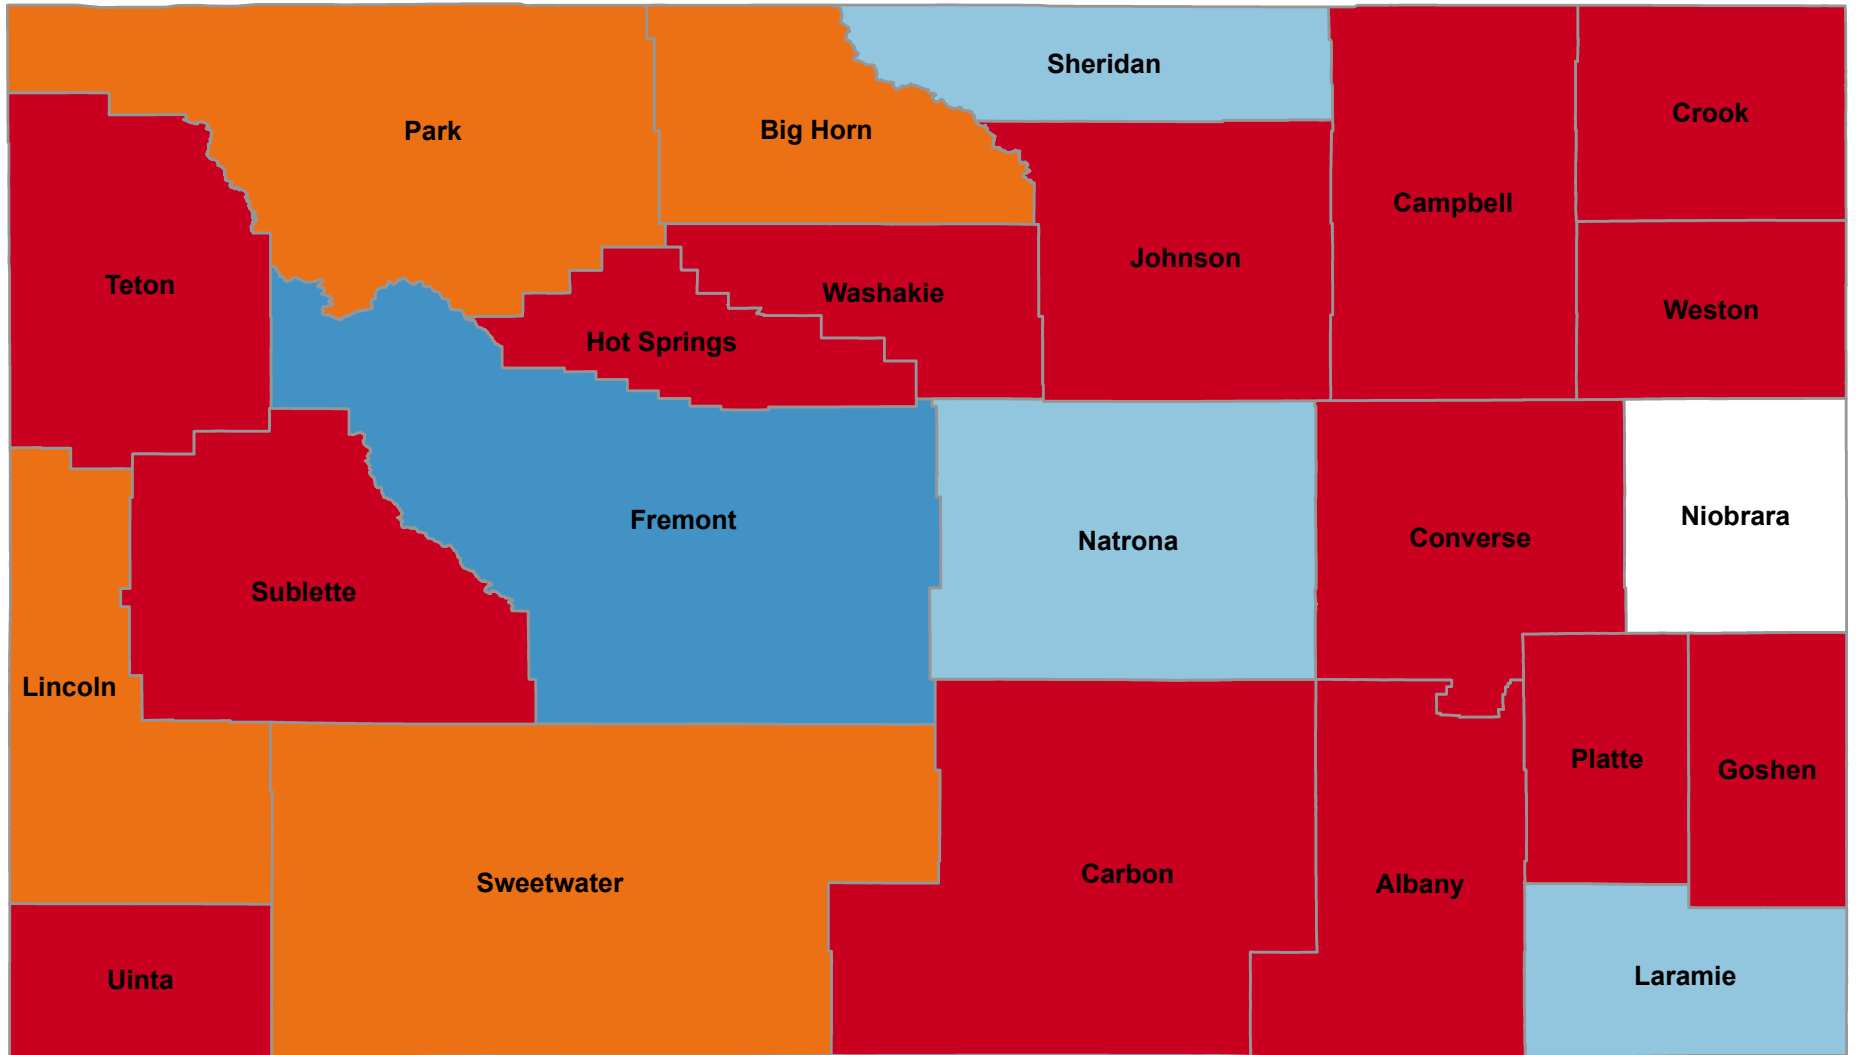 Sheridan
Crook
Park
Big Horn
Campbell
Johnson
Teton
Washakie
Weston
Hot Springs
Niobrara
Fremont
Converse
Natrona
Sublette
Lincoln
Platte
Goshen
Carbon
Sweetwater
Albany
Laramie
Uinta